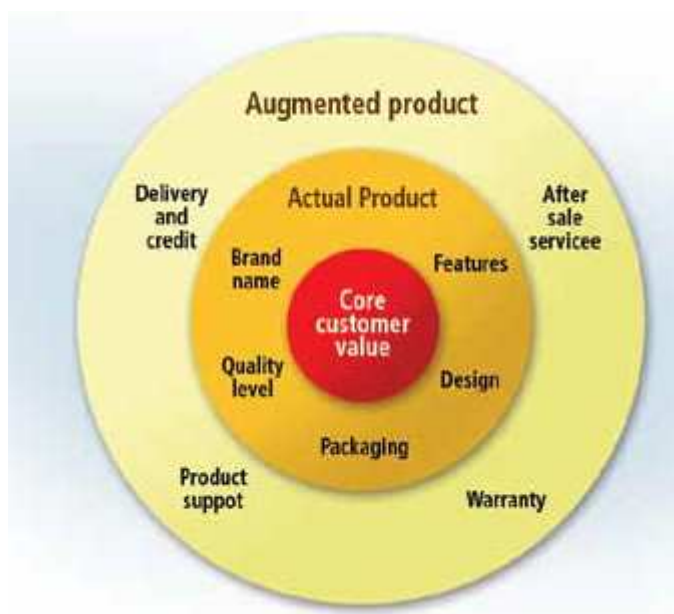 Augmented product
Delivery
and
credit
After
sale
servicee
Actual Product
Brand
name
Features
Core
customer
value
Quality
level
Design
Packaging
Product
suppot
Warranty